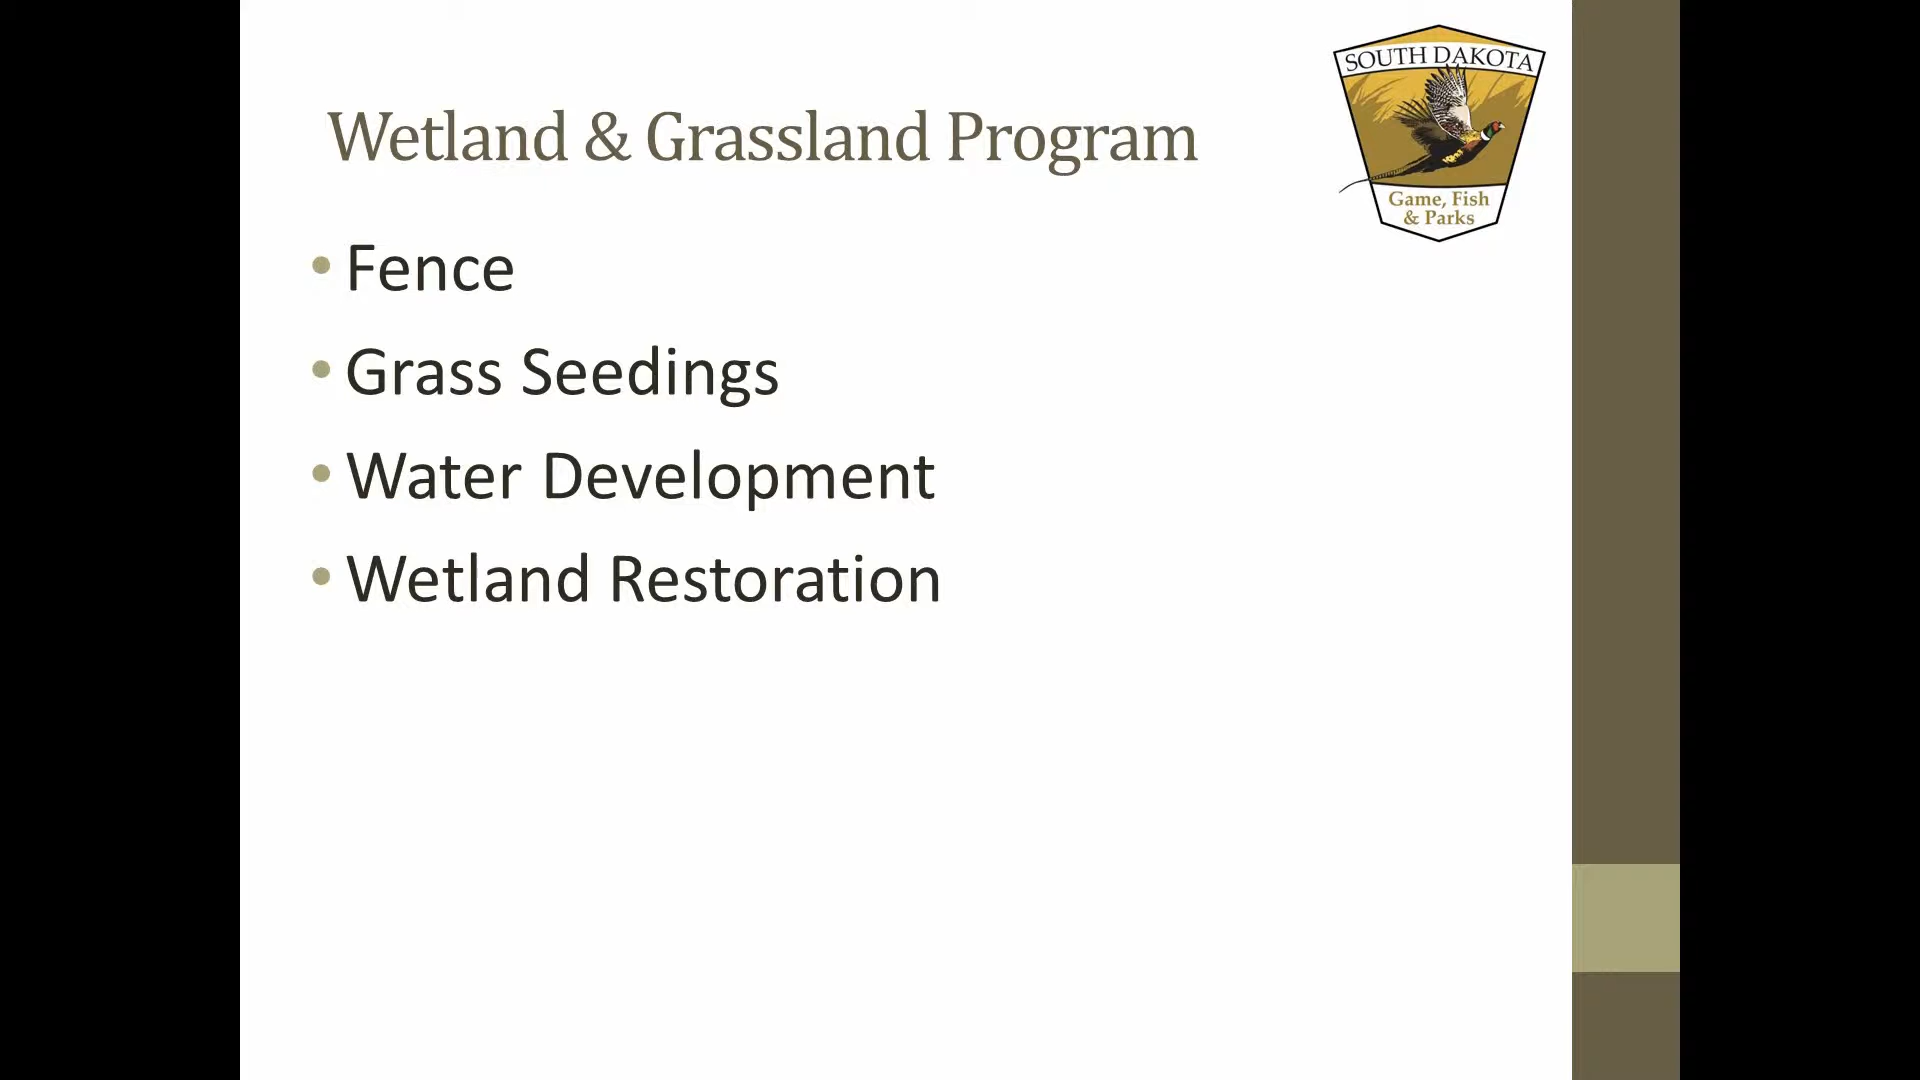 SOUTH DAKOTA
Wetland & Grassland Program
Game, Fish
& Parks
• Fence
• Grass Seedings
• Water Development
• Wetland Restoration